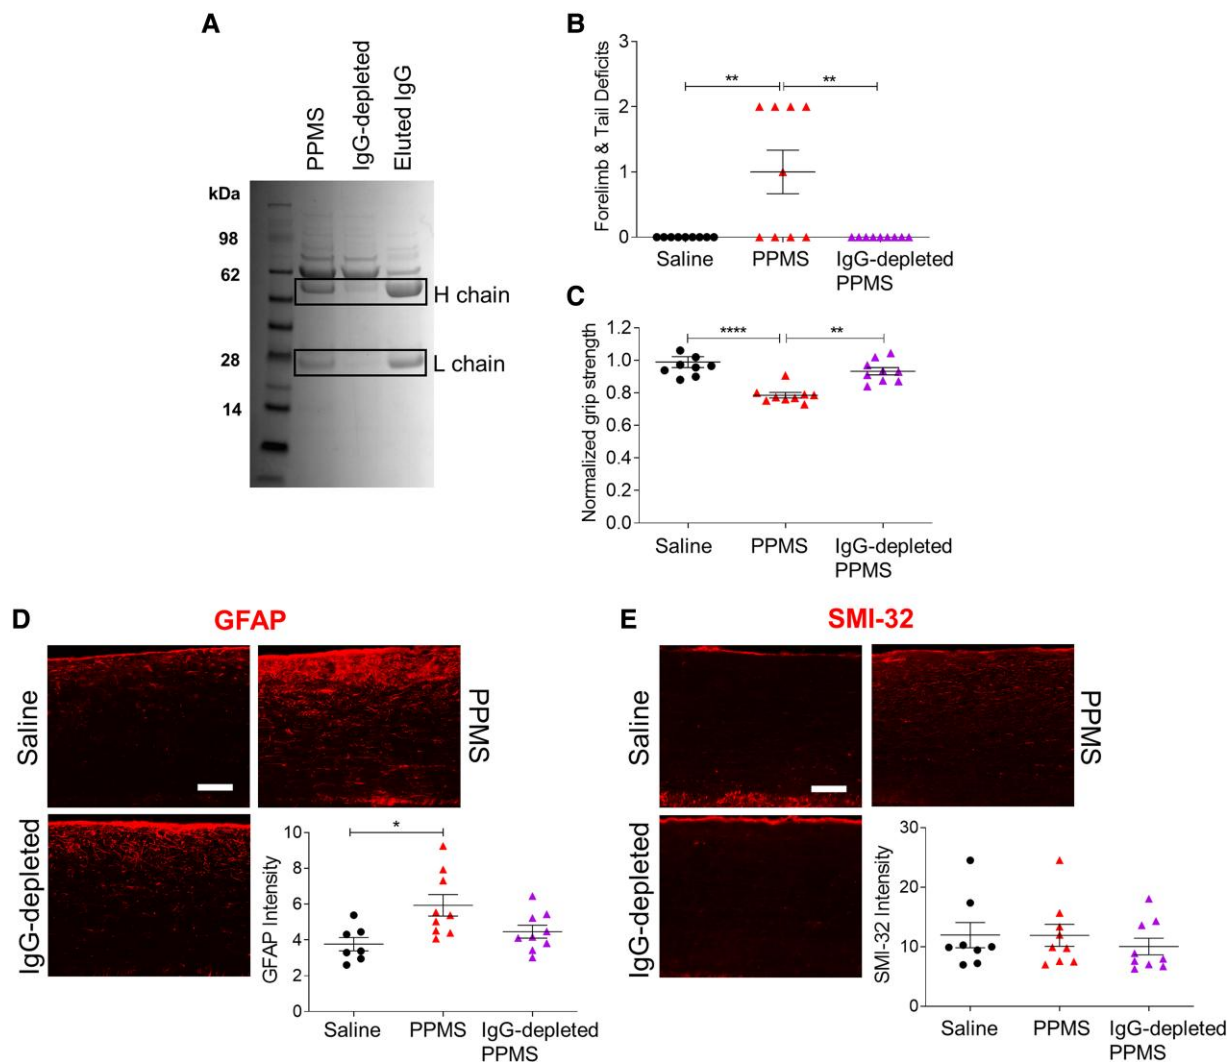 A
PPMS
IgG-depleted
Eluted IgG
kDa
98
62
28
14
H chain
L chain
B
Forelimb & Tail Deficits
3
2
1
0
**
**
Saline
PPMS
IgG-depleted
PPMS
C
Normalized grip strength
1.2
1.0
0.8
0.6
0.4
0.2
0.0
****
**
Saline
PPMS
IgG-depleted
PPMS
D
GFAP
Saline
PPMS
IgG-depleted
GFAP Intensity
10
8
6
4
2
0
*
Saline
PPMS
IgG-depleted
PPMS
E
SMI-32
Saline
PPMS
IgG-depleted
SMI-32 Intensity
30
20
10
0
Saline
PPMS
IgG-depleted
PPMS